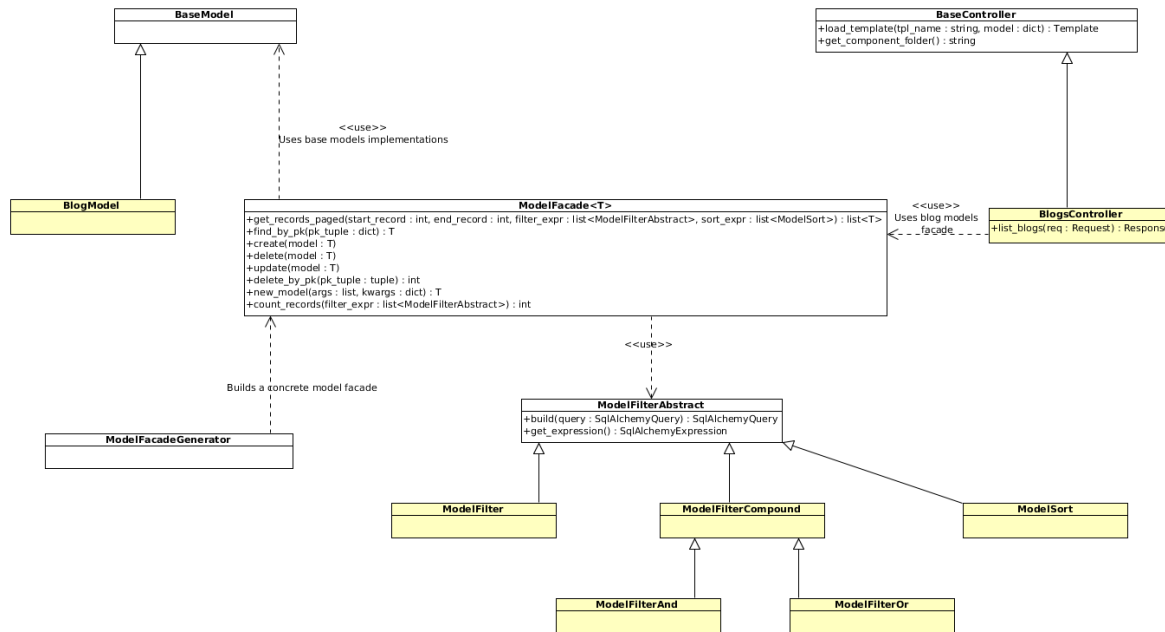 BaseModel
BaseController
+load_template(tpl_name : string, model : dict) : Template
+get_component_folder() : string
<<use>>
Uses base models implementations
BlogModel
ModelFacade<T>
+get_records_paged(start_record : int, end_record : int, filter_expr : list<ModelFilterAbstract>, sort_expr : list<ModelSort>) : list<T>
+find_by_pk(pk_tuple : dict) : T
+create(model : T)
+delete(model : T)
+update(model : T)
+delete_by_pk(pk_tuple : tuple) : int
+new_model(args : list, kwargs : dict) : T
+count_records(filter_expr : list<ModelFilterAbstract>) : int
<<use>>
Uses blog models
facade
BlogsController
+list_blogs(req : Request) : Response
<<use>>
Builds a concrete model facade
ModelFacadeGenerator
ModelFilterAbstract
+build(query : SqlAlchemyQuery) : SqlAlchemyQuery
+get_expression() : SqlAlchemyExpression
ModelFilter
ModelFilterCompound
ModelSort
ModelFilterAnd
ModelFilterOr